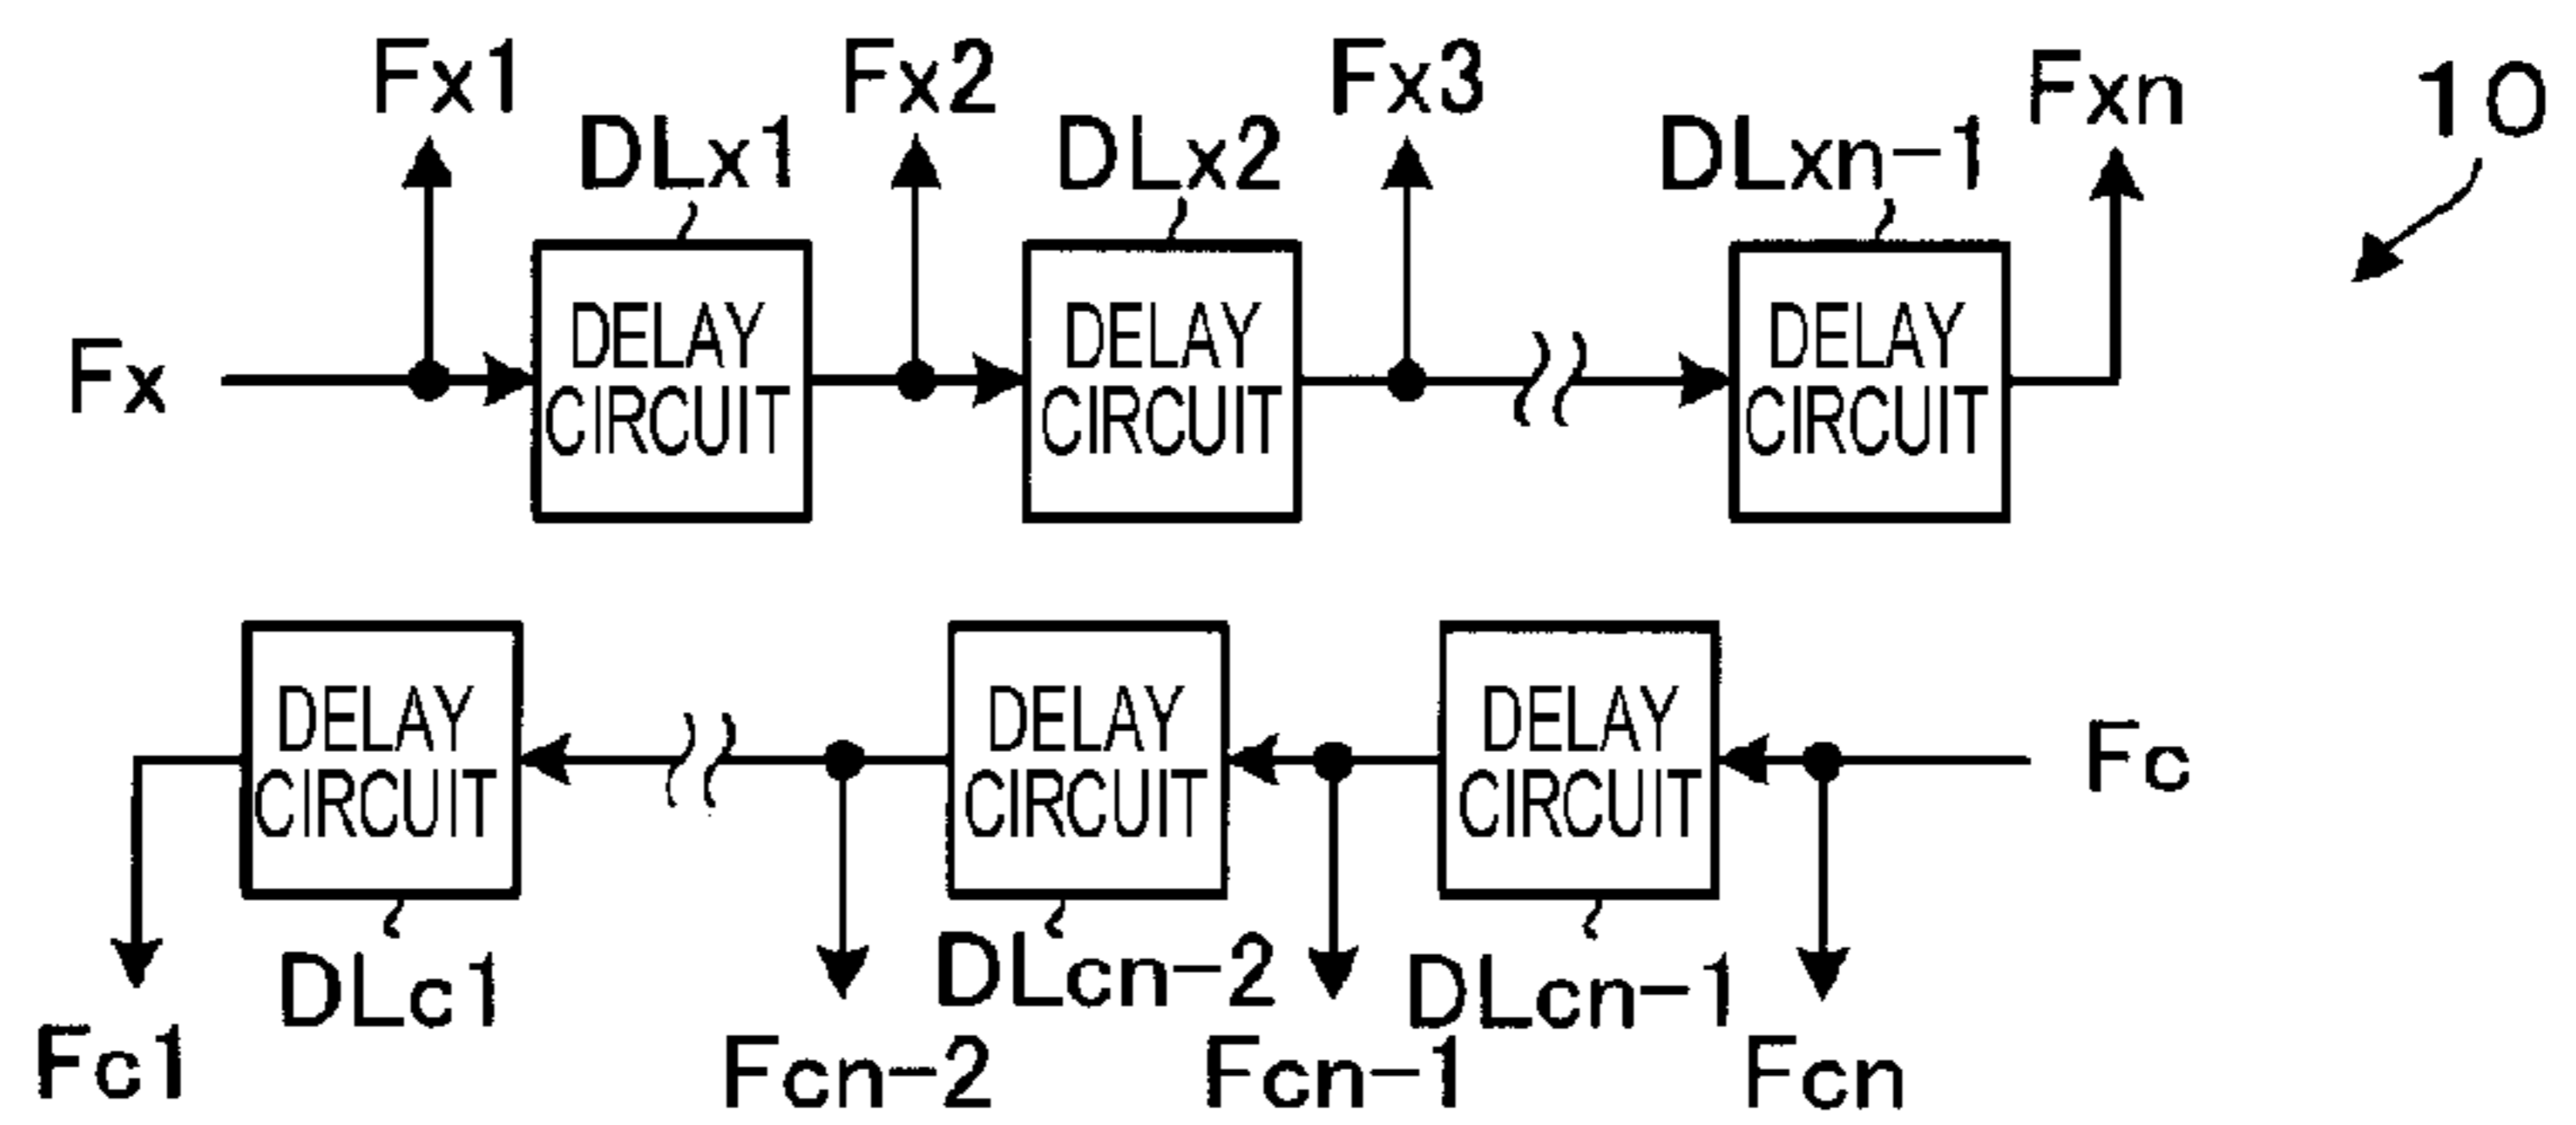 Fx1
Fx2
Fx3
Fxn
10
DLx1
DLx2
DLxn-1
Fx
DELAY
CIRCUIT
DELAY
CIRCUIT
DELAY
CIRCUIT
DELAY
CIRCUIT
DELAY
CIRCUIT
DELAY
CIRCUIT
Fc
DLc1
DLcn-2
DLcn-1
Fc1
Fcn-2
Fcn-1
Fcn